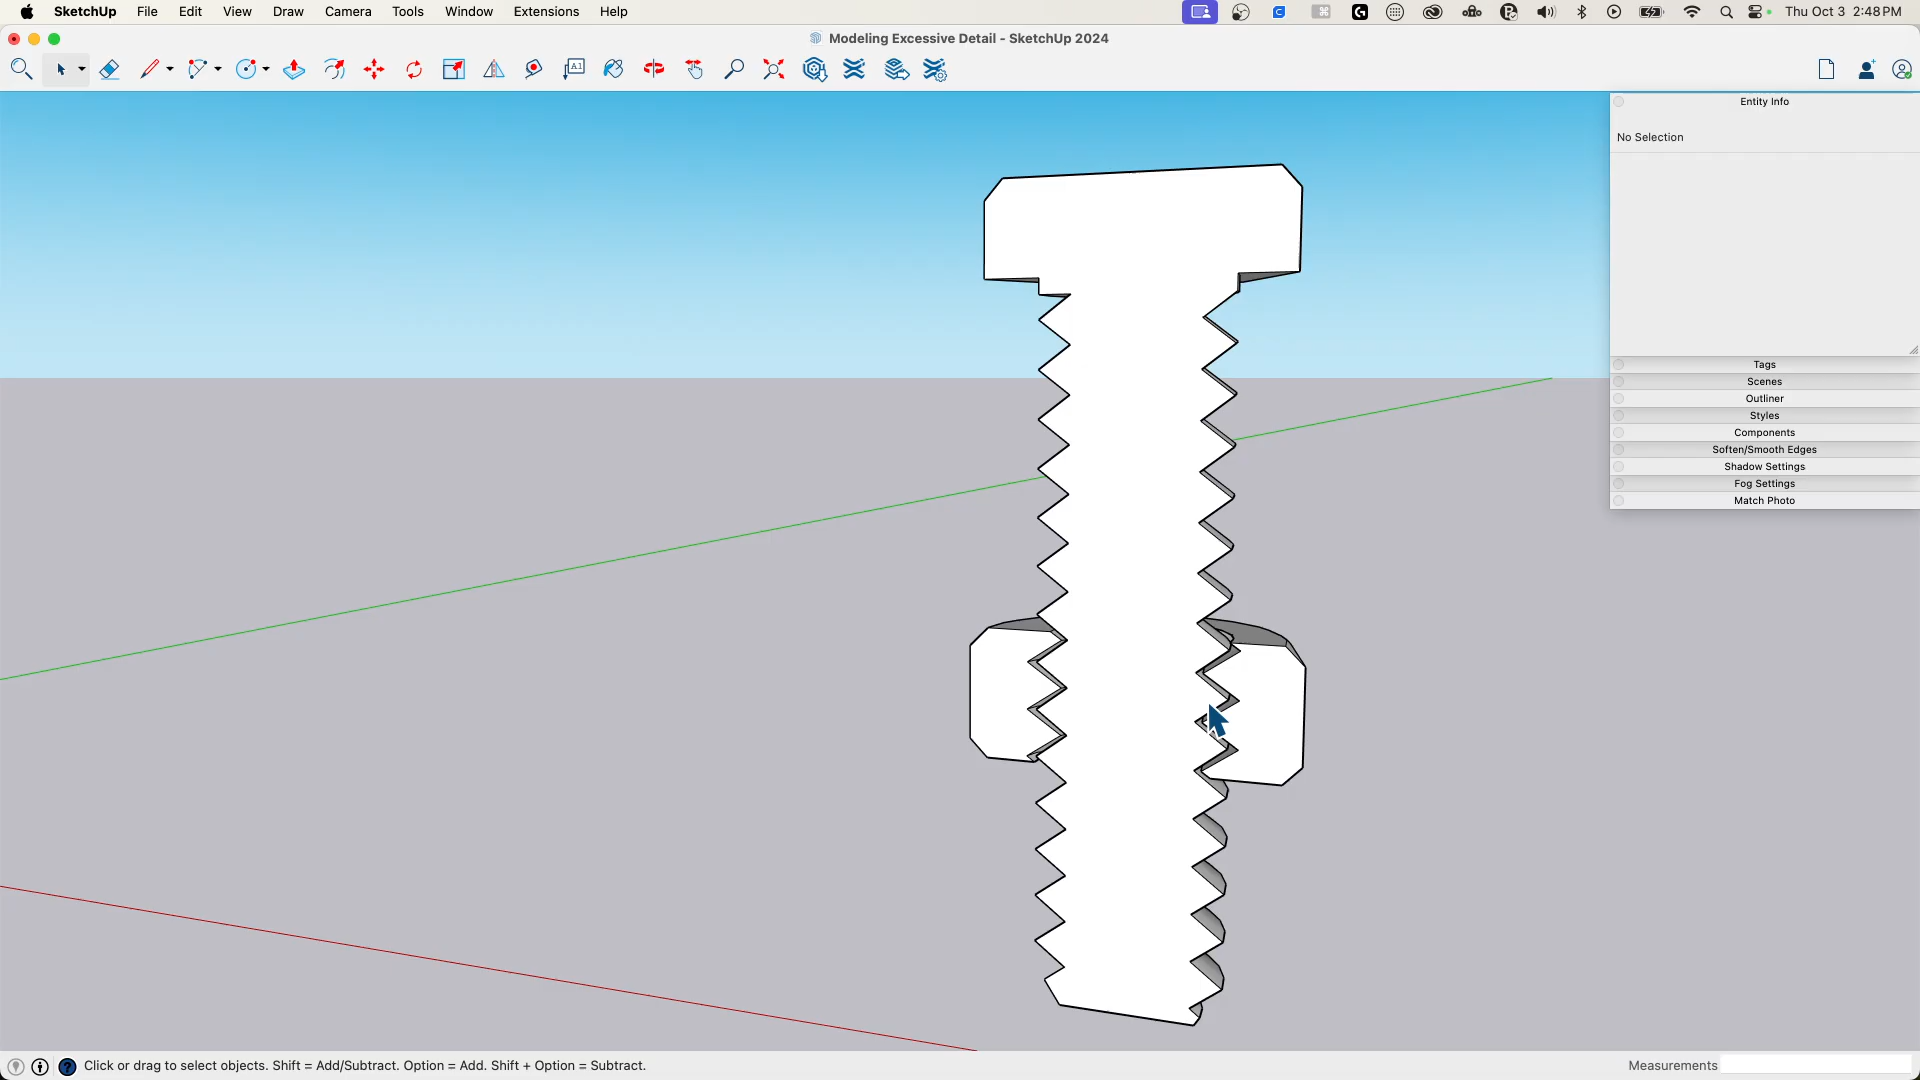 SketchUp File Edit View Draw Camera Tools Window Extensions Help Thu Oct 3 2:48 PM
Modeling Excessive Detail - SketchUp 2024
A1
Entity Info
No Selection
Tags
Scenes
Outliner
Styles
Components
Soften/Smooth Edges
Shadow Settings
Fog Settings
Match Photo
Click or drag to select objects. Shift = Add/Subtract. Option = Add. Shift + Option = Subtract. Measurements